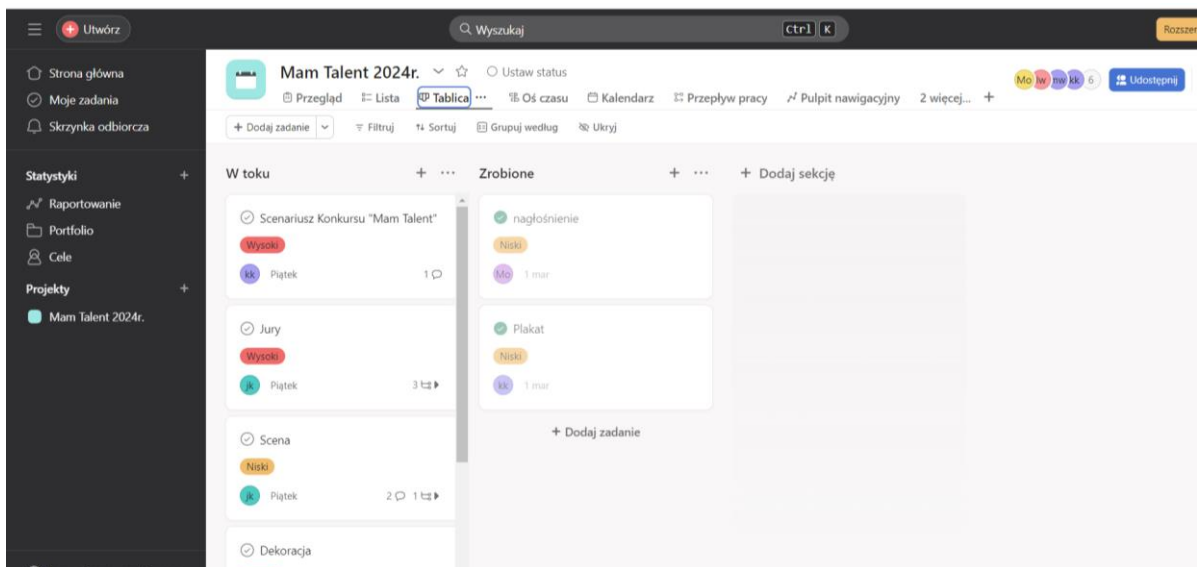 Utwórz
Wyszukaj
Ctrl K
Rozszer
Strona główna
Moje zadania
Skrzynka odbiorcza
Statystyki +
Raportowanie
Portfolio
Cele
Projekty +
Mam Talent 2024r.
Mam Talent 2024r.
Ustaw status
Mo lw nw kk 6
Udostępnij
Przegląd Lista Tablica ... Oś czasu Kalendarz Przepływ pracy Pulpit nawigacyjny 2 więcej... +
+ Dodaj zadanie Filtruj Sortuj Grupuj według Ukryj
W toku + ...
Scenariusz Konkursu "Mam Talent"
Wysoki
kk Piątek 1
Jury
Wysoki
jk Piątek 3
Scena
Niski
jk Piątek 2 1
Dekoracja
Zrobione + ...
nagłośnienie
Niski
Mo 1 mar
Plakat
Niski
kk 1 mar
+ Dodaj zadanie
+ Dodaj sekcję